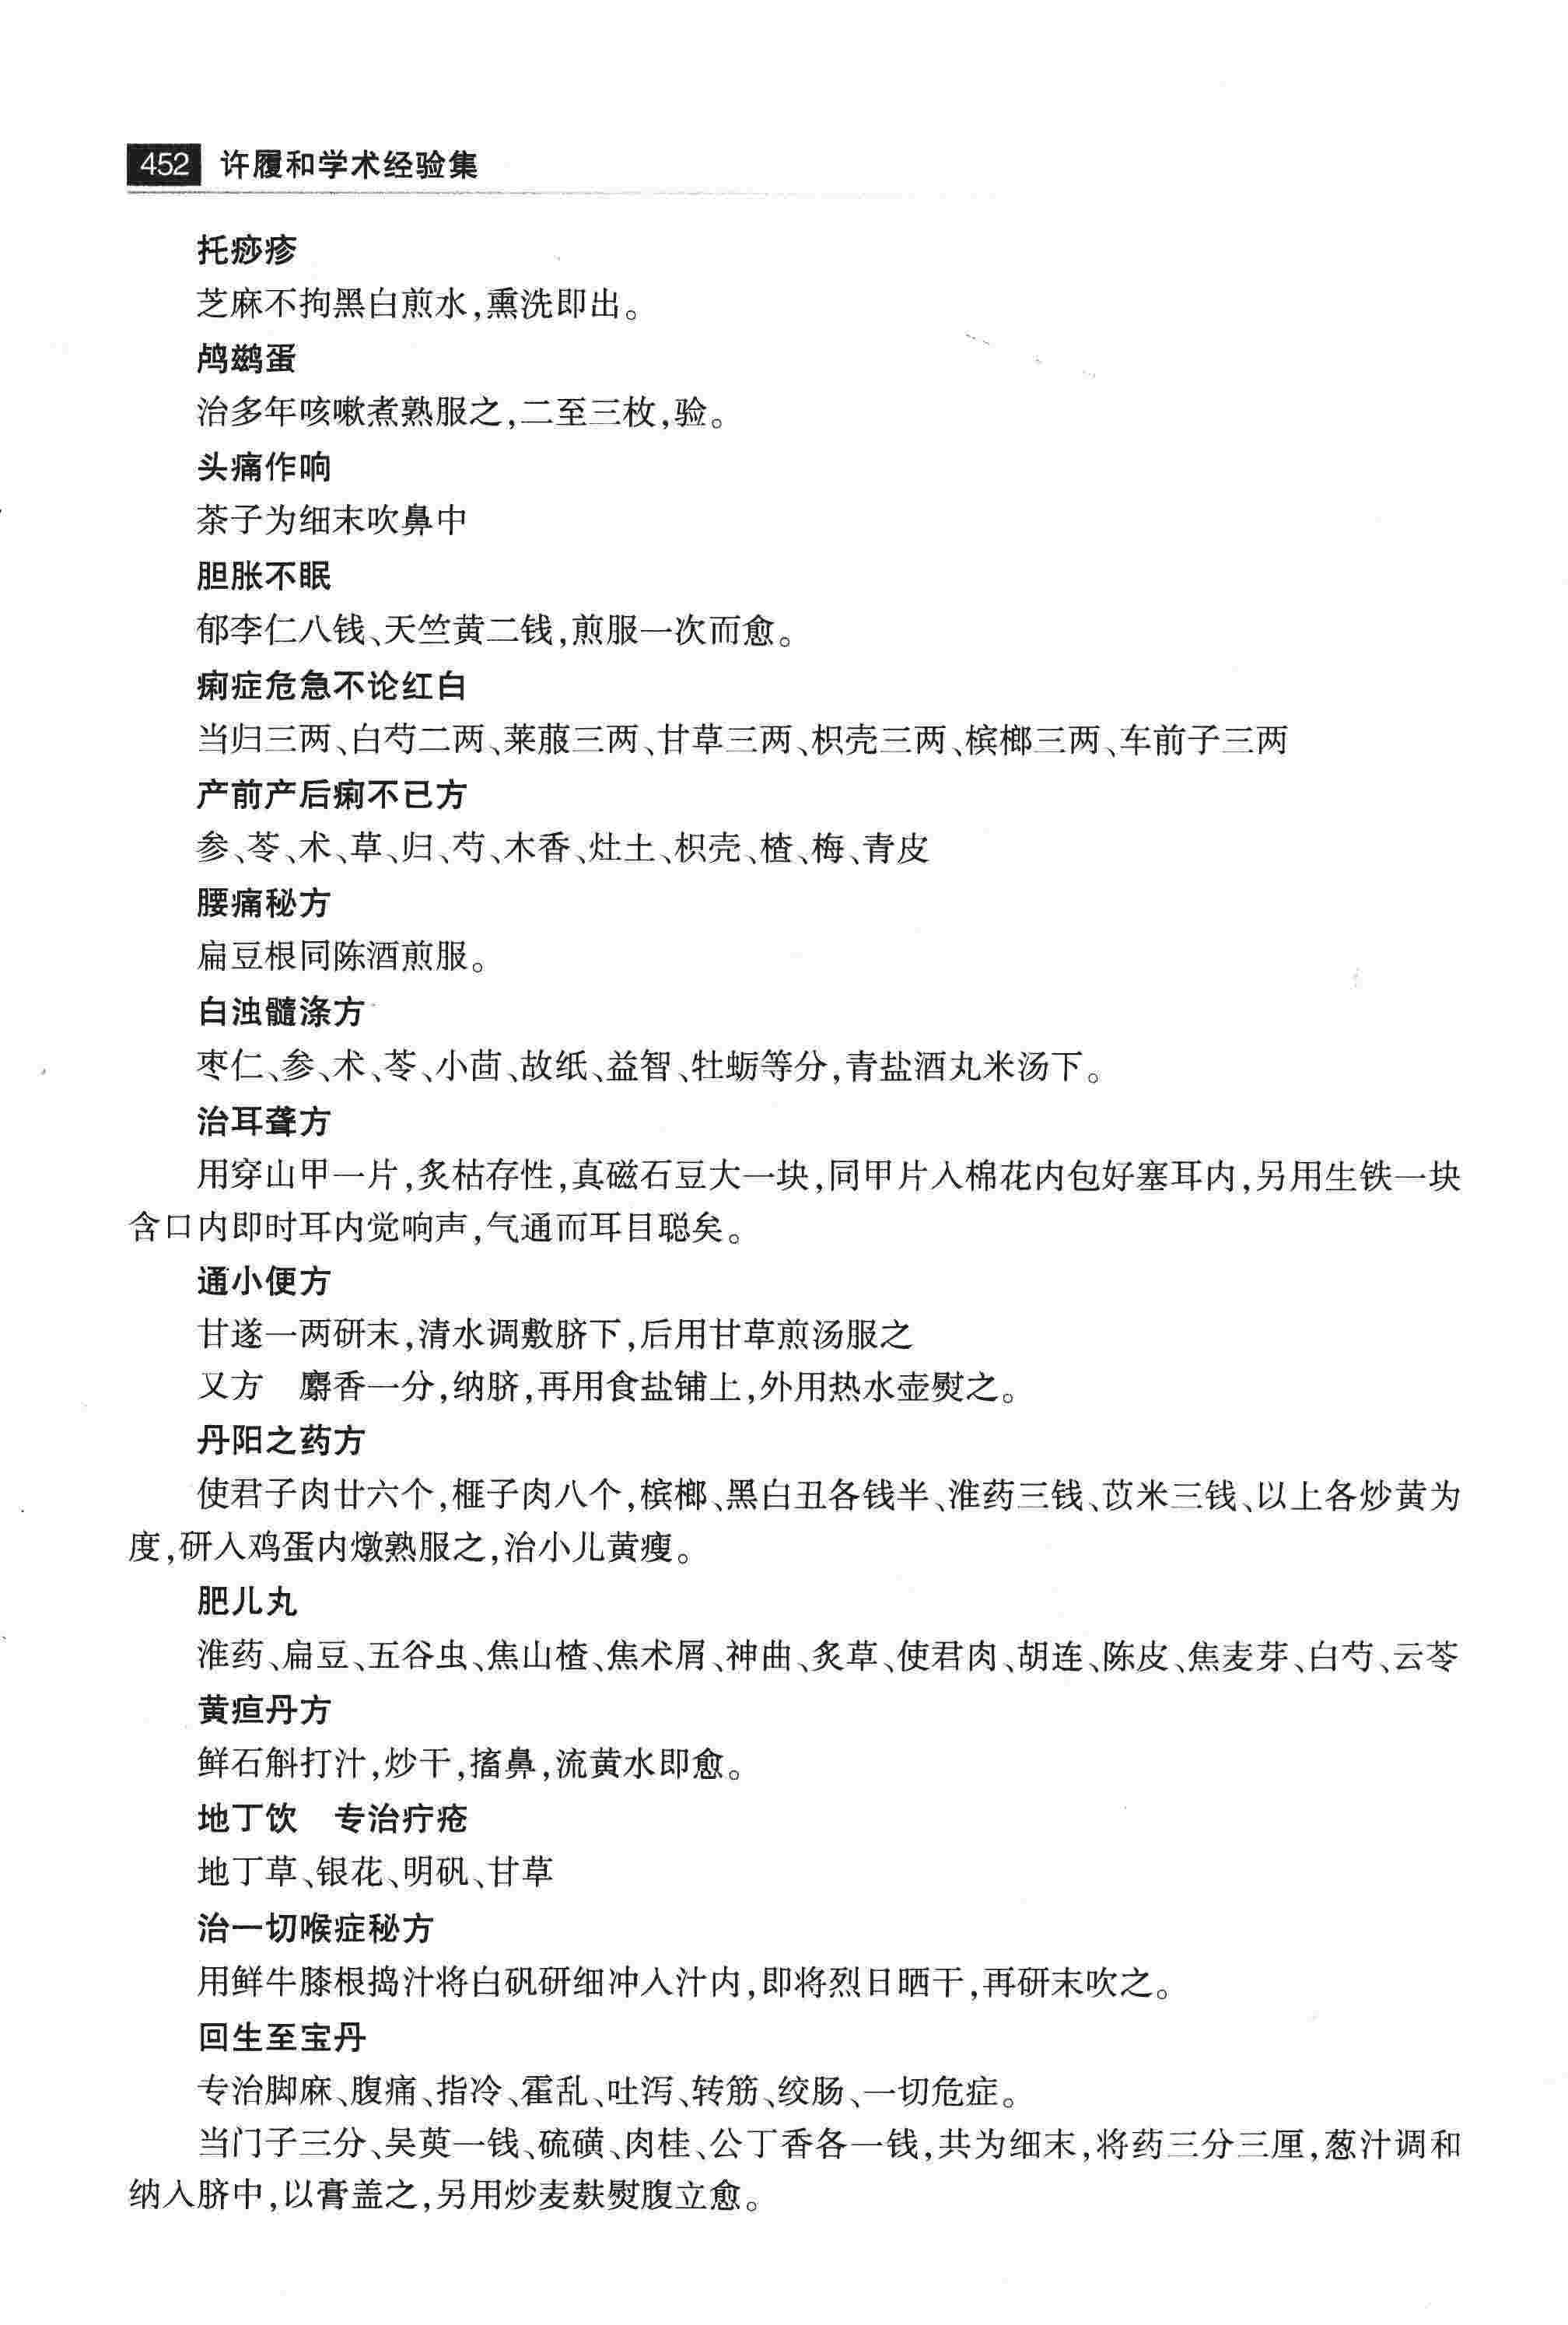 452 许履和学术经验集
托痧疹
芝麻不拘黑白煎水,熏洗即出。
鸬鹚蛋
治多年咳嗽煮熟服之,二至三枚,验。
头痛作响
茶子为细末吹鼻中
胆胀不眠
郁李仁八钱、天竺黄二钱,煎服一次而愈。
痢症危急不论红白
当归三两、白芍二两、莱菔三两、甘草三两、枳壳三两、槟榔三两、车前子三两
产前产后痢不已方
参、苓、术、草、归、芍、木香、灶土、枳壳、楂、梅、青皮
腰痛秘方
扁豆根同陈酒煎服。
白浊髓涤方
枣仁、参、术、苓、小茴、故纸、益智、牡蛎等分,青盐酒丸米汤下。
治耳聋方
用穿山甲一片,炙枯存性,真磁石豆大一块,同甲片入棉花内包好塞耳内,另用生铁一块
含口内即时耳内觉响声,气通而耳目聪矣。
通小便方
甘遂一两研末,清水调敷脐下,后用甘草煎汤服之
又方　麝香一分,纳脐,再用食盐铺上,外用热水壶熨之。
丹阳之药方
使君子肉廿六个,榧子肉八个,槟榔、黑白丑各钱半、淮药三钱、苡米三钱、以上各炒黄为
度,研入鸡蛋内燉熟服之,治小儿黄瘦。
肥儿丸
淮药、扁豆、五谷虫、焦山楂、焦术屑、神曲、炙草、使君肉、胡连、陈皮、焦麦芽、白芍、云苓
黄疸丹方
鲜石斛打汁,炒干,搐鼻,流黄水即愈。
地丁饮　专治疔疮
地丁草、银花、明矾、甘草
治一切喉症秘方
用鲜牛膝根捣汁将白矾研细冲入汁内,即将烈日晒干,再研末吹之。
回生至宝丹
专治脚麻、腹痛、指冷、霍乱、吐泻、转筋、绞肠、一切危症。
当门子三分、吴萸一钱、硫磺、肉桂、公丁香各一钱,共为细末,将药三分三厘,葱汁调和
纳入脐中,以膏盖之,另用炒麦麸熨腹立愈。